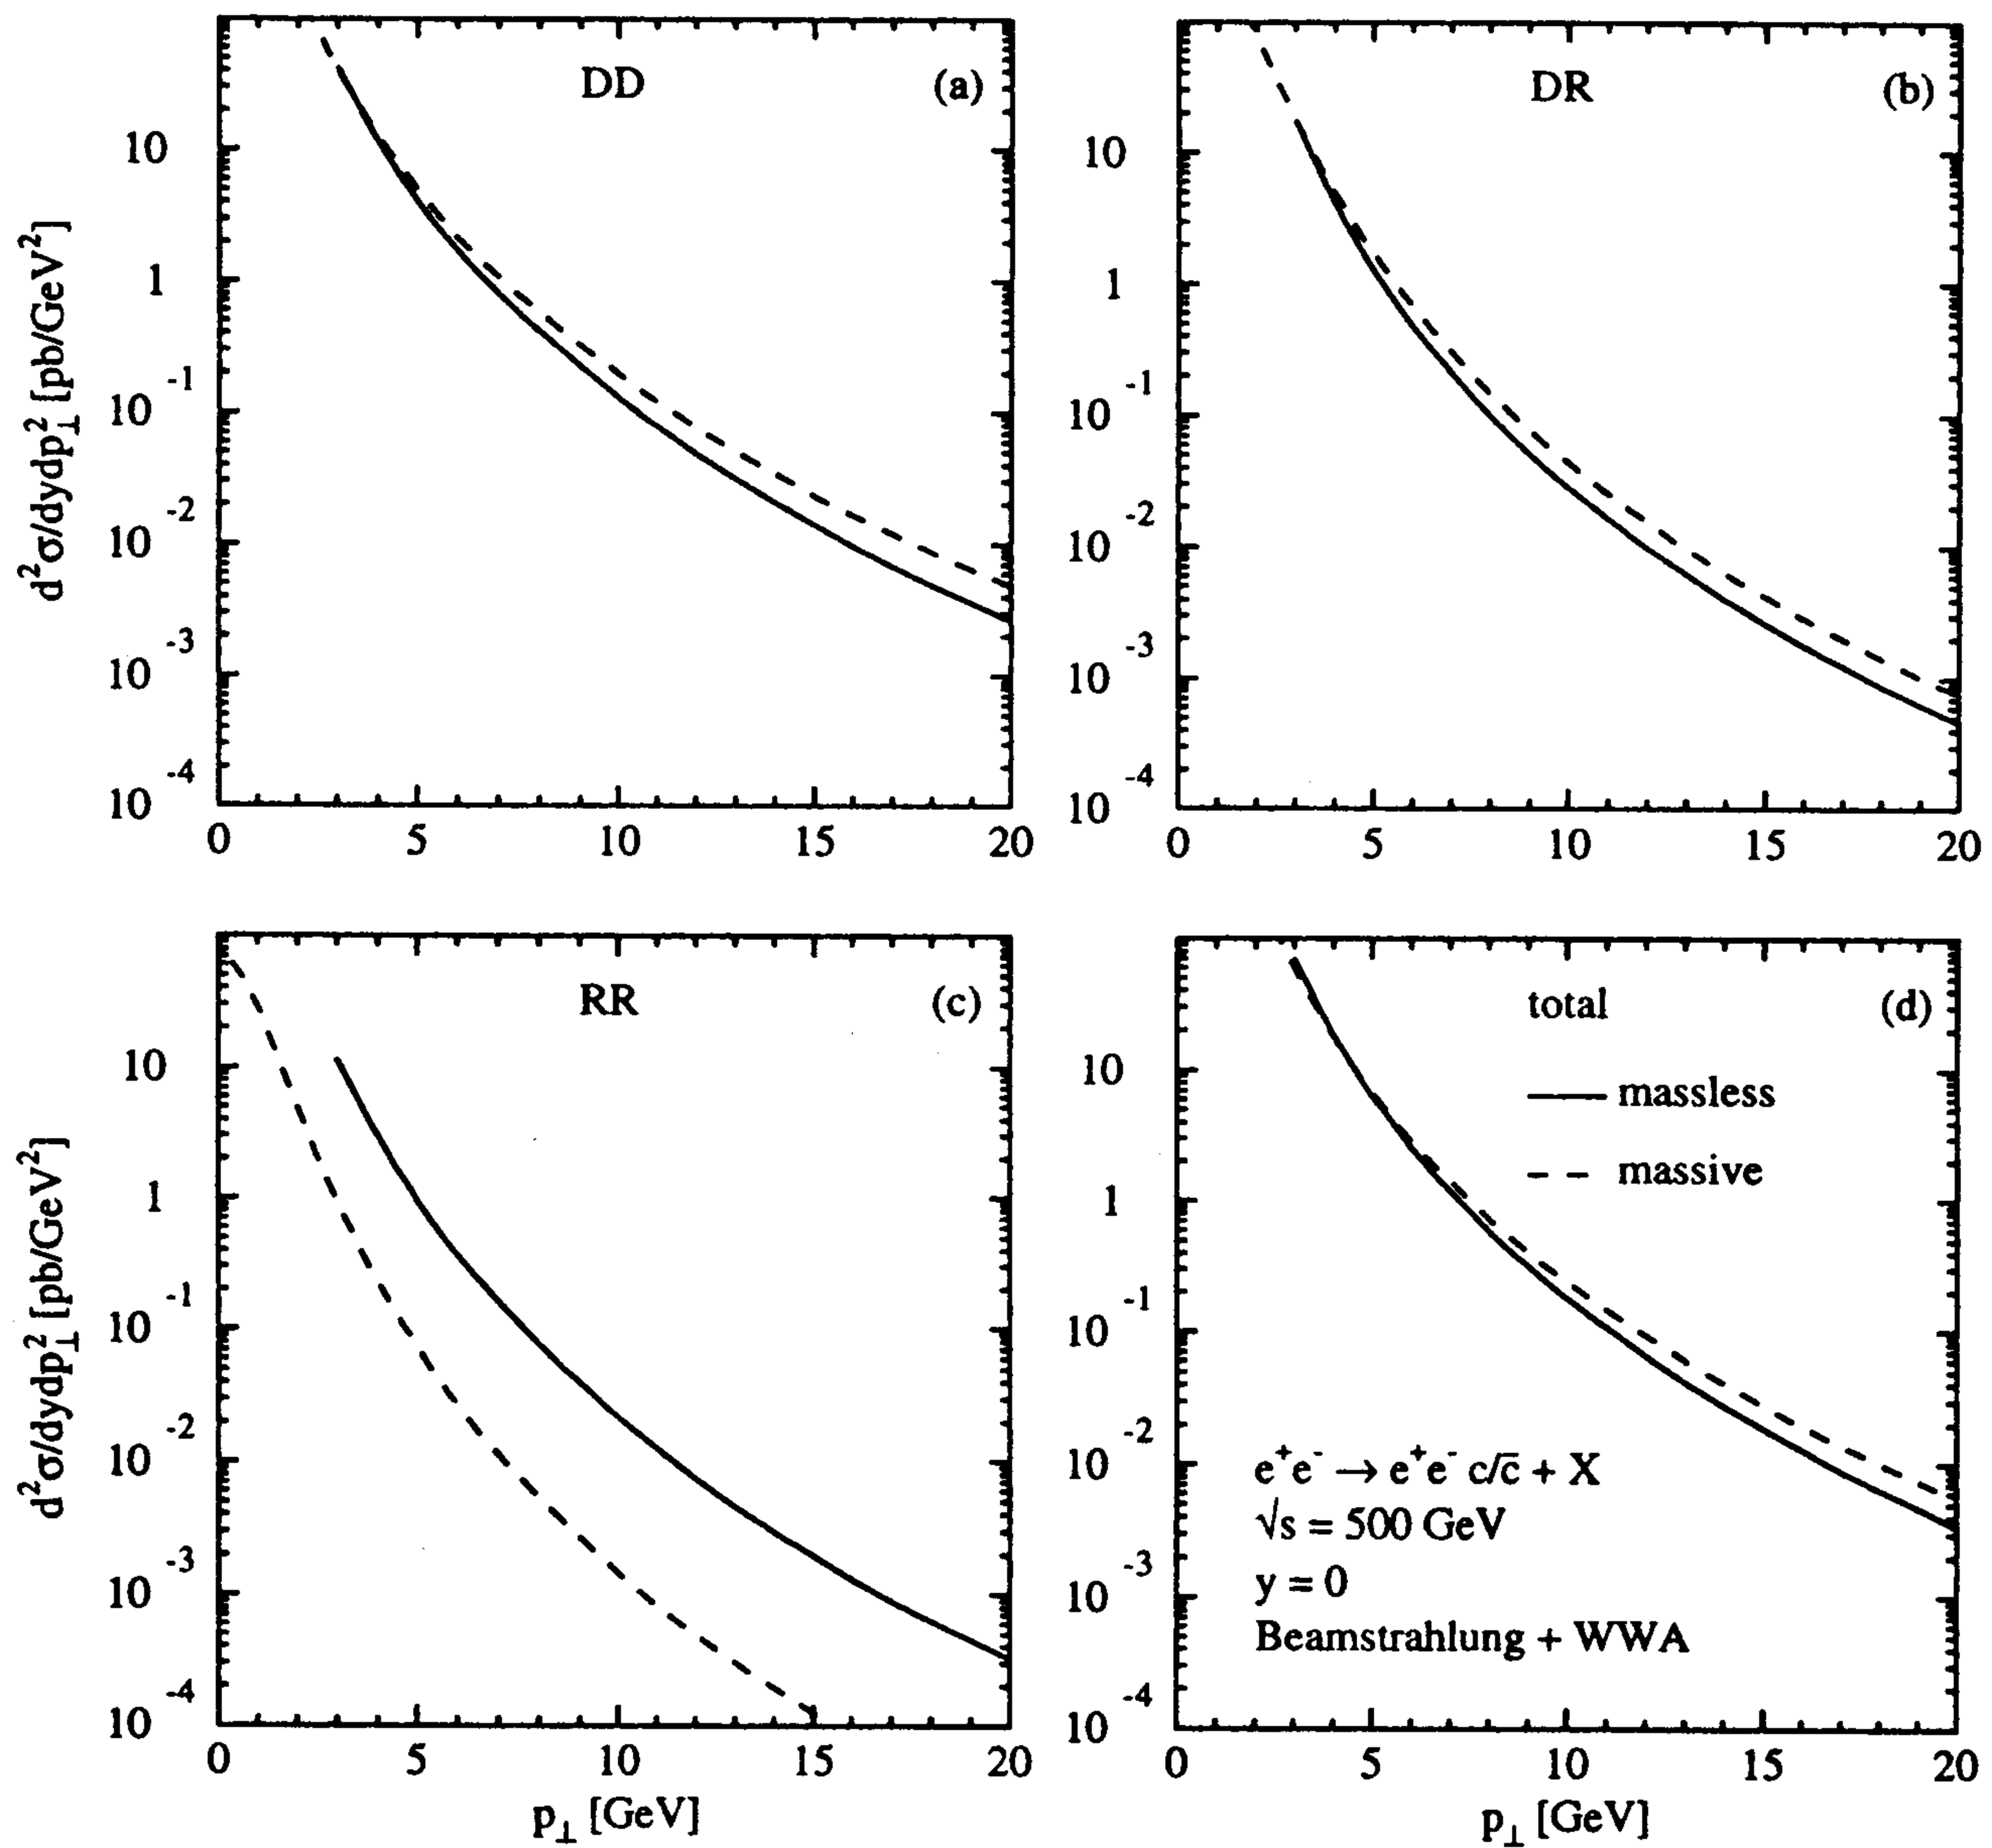 DD (a)
10
1
10^-1
10^-2
10^-3
10^-4
0 5 10 15 20
d²σ/dydp⊥² [pb/GeV²]
DR (b)
10
1
10^-1
10^-2
10^-3
10^-4
0 5 10 15 20
RR (c)
10
1
10^-1
10^-2
10^-3
10^-4
0 5 10 15 20
d²σ/dydp⊥² [pb/GeV²]
p⊥ [GeV]
total (d)
massless
massive
e⁺e⁻ → e⁺e⁻ c/c̅ + X
√s = 500 GeV
y = 0
Beamstrahlung + WWA
10
1
10^-1
10^-2
10^-3
10^-4
0 5 10 15 20
p⊥ [GeV]